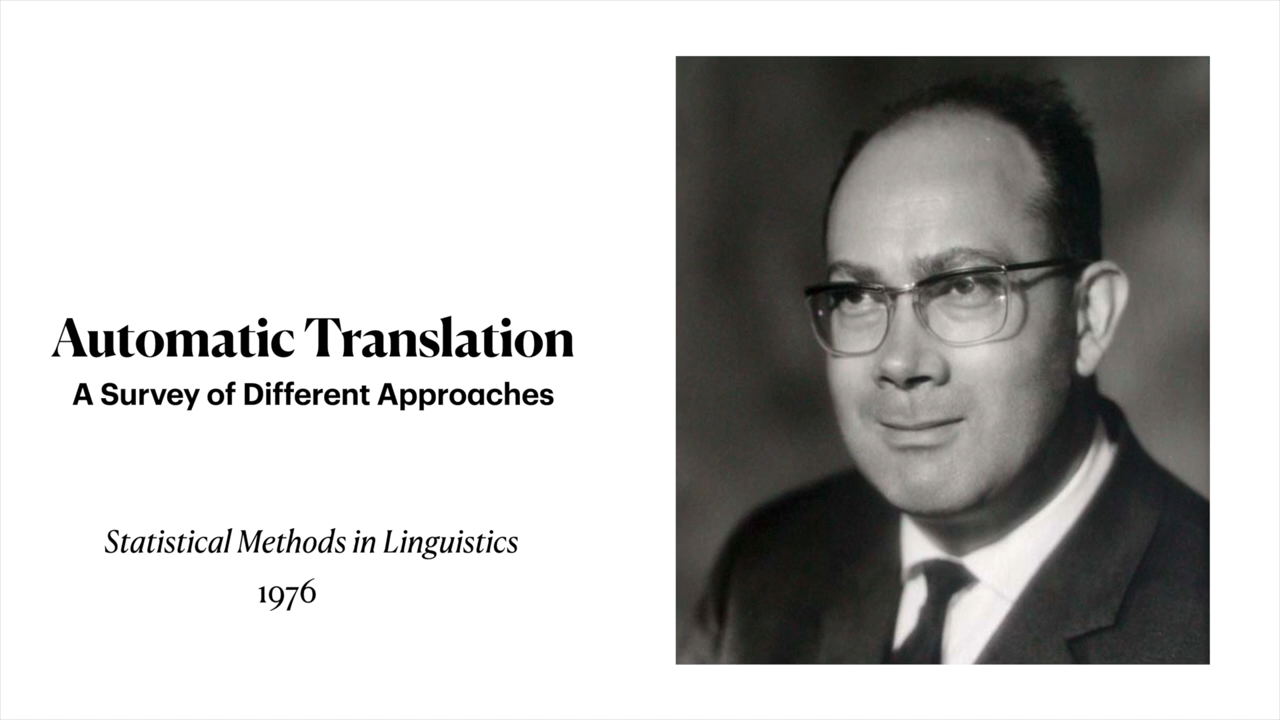 Automatic Translation
A Survey of Different Approaches
Statistical Methods in Linguistics
1976